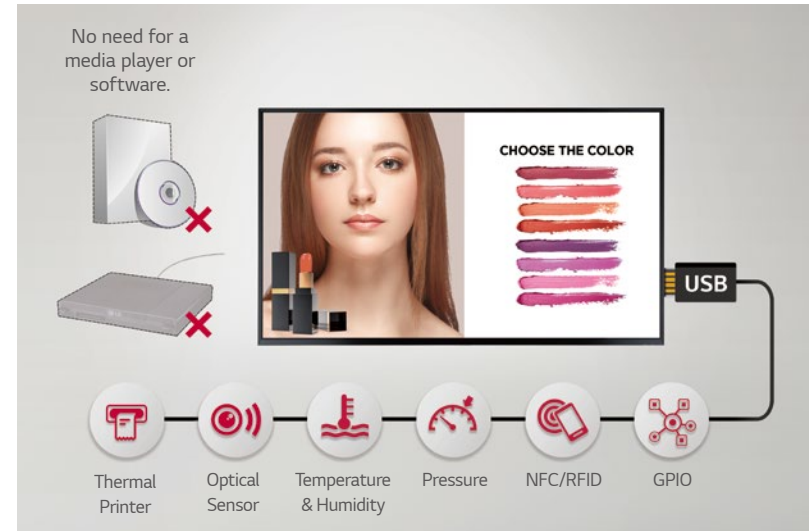 No need for a
media player or
software.
CHOOSE THE COLOR
USB
Thermal
Printer
Optical
Sensor
Temperature
& Humidity
Pressure
NFC/RFID
GPIO